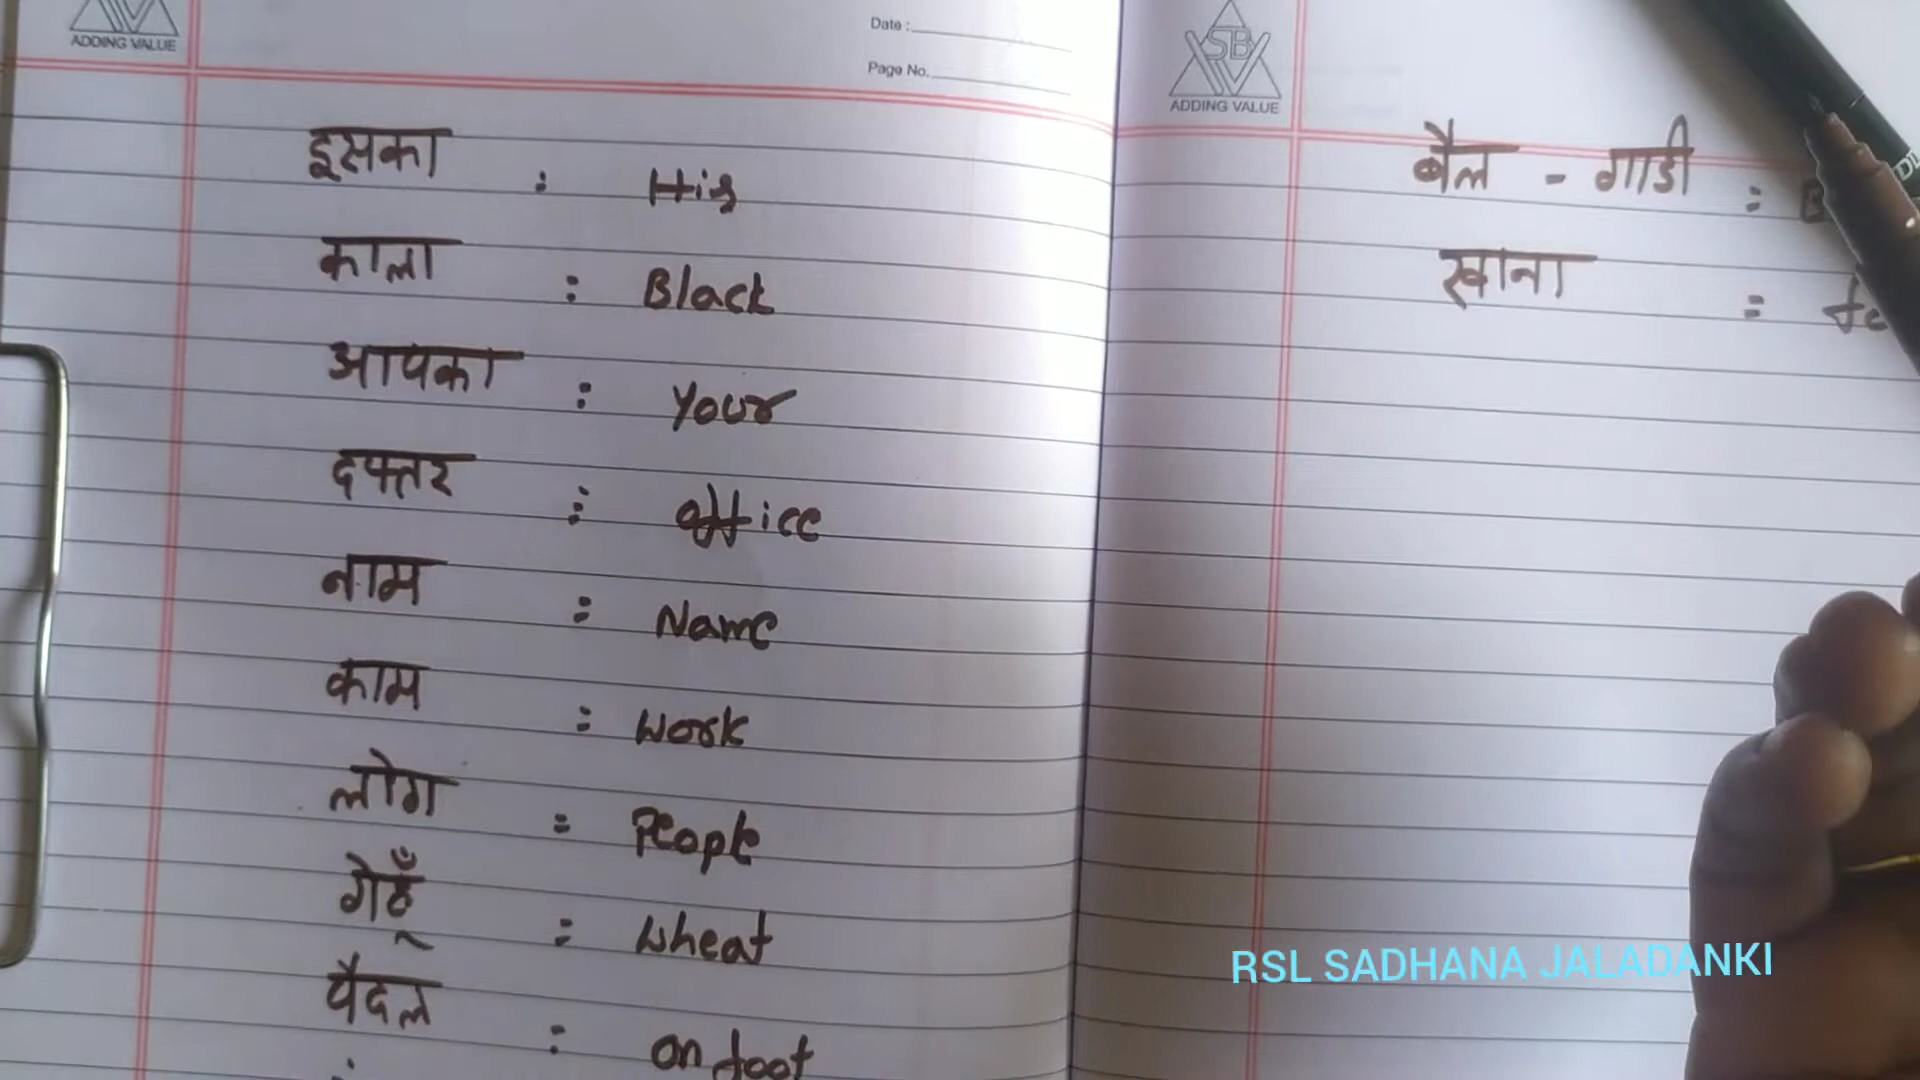 ADDING VALUE
Date :
Page No.
इसका : His
काला : Black
आपका : Your
दफ्तर : office
नाम : Name
काम : work
लोग : People
गेहूँ : wheat
पैदल : on foot
SBV
ADDING VALUE
बैल - गाडी :
खाना :
RSL SADHANA JALADANKI